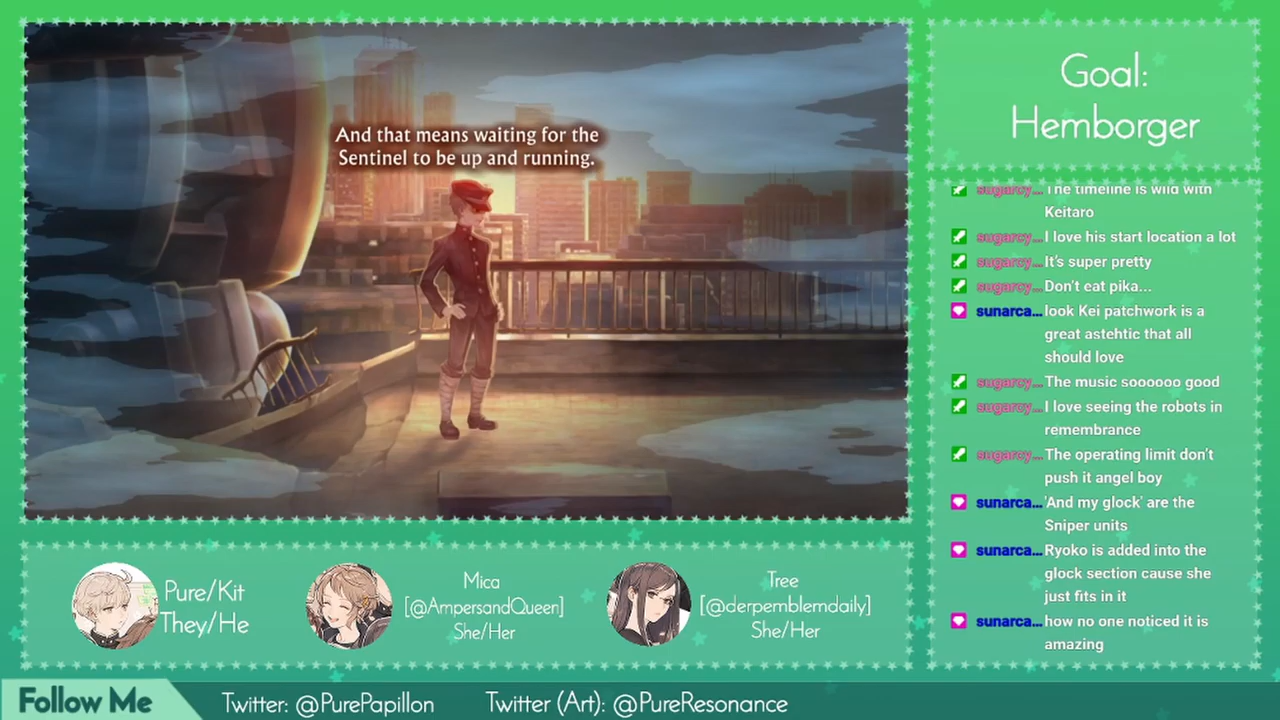 And that means waiting for the
Sentinel to be up and running.
Goal:
Hemborger
sugarcy... The timeline is wild with
Keitaro
sugarcy... I love his start location a lot
sugarcy... It's super pretty
sugarcy... Don't eat pika...
sunarca... look Kei patchwork is a
great astehtic that all
should love
sugarcy... The music soooooo good
sugarcy... I love seeing the robots in
remembrance
sugarcy... The operating limit don't
push it angel boy
sunarca... 'And my glock' are the
Sniper units
sunarca... Ryoko is added into the
glock section cause she
just fits in it
sunarca... how no one noticed it is
amazing
Pure/Kit
They/He
Mica
[@AmpersandQueen]
She/Her
Tree
[@derpemblemdaily]
She/Her
Follow Me
Twitter: @PurePapillon
Twitter (Art): @PureResonance